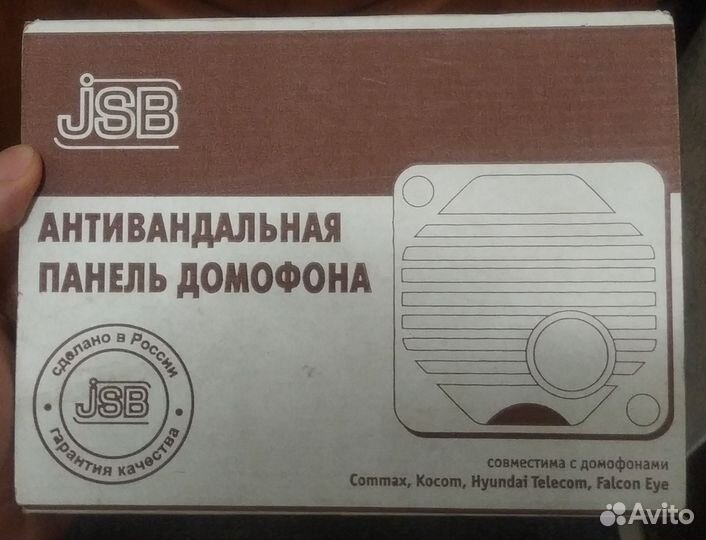 jSB
АНТИВАНДАЛЬНАЯ
ПАНЕЛЬ ДОМОФОНА
сделано в России
jSB
гарантия качества
совместима с домофонами
Commax, Kocom, Hyundai Telecom, Falcon Eye
Avito